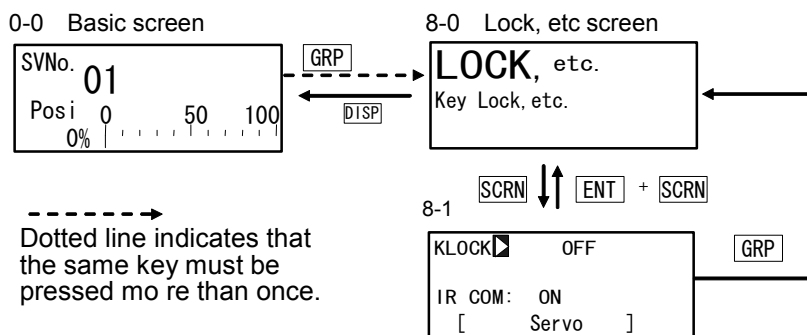 0-0 Basic screen
SVNo. 01
Posi 0 50 100
0%
GRP
DISP
8-0 Lock, etc screen
LOCK, etc.
Key Lock, etc.
SCRN
ENT + SCRN
8-1
KLOCK OFF
IR COM: ON
[ Servo ]
GRP
Dotted line indicates that
the same key must be
pressed mo re than once.